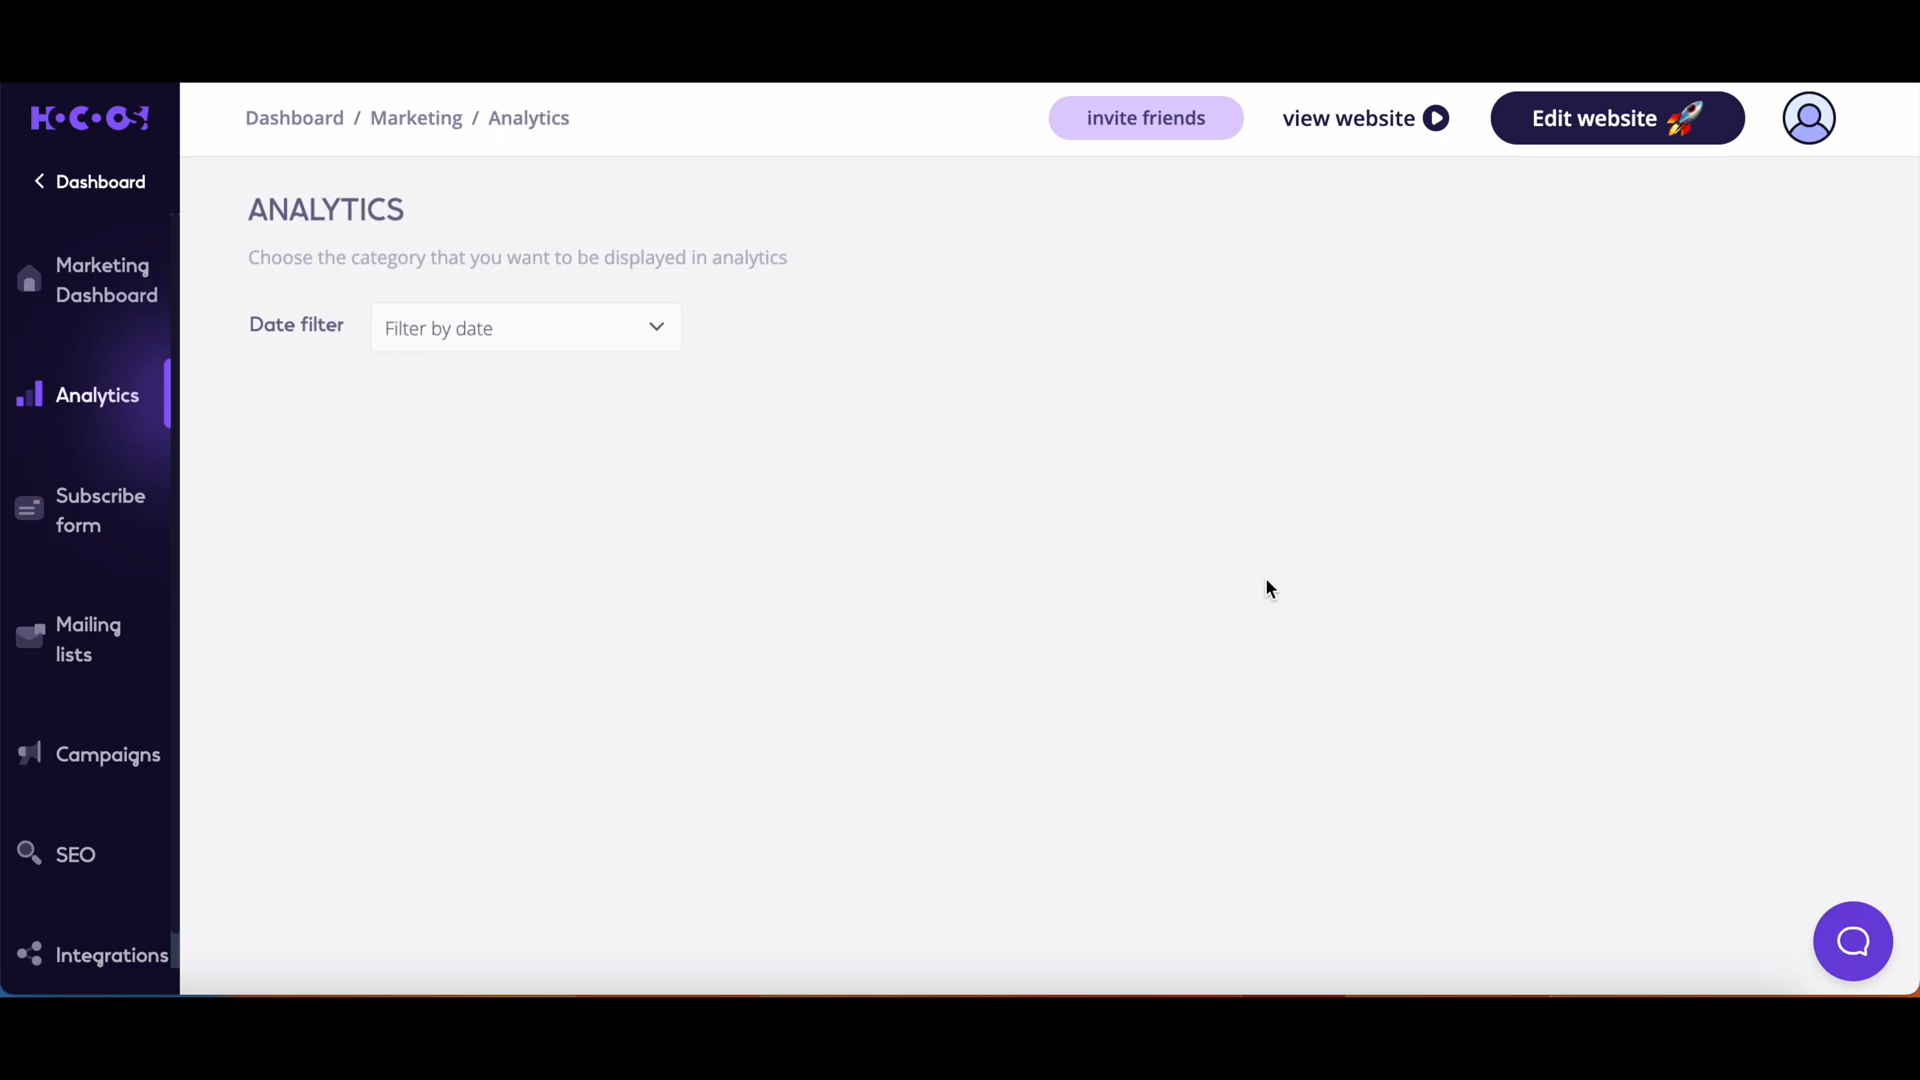 HOCOOS!
Dashboard / Marketing / Analytics
invite friends
view website
Edit website
Dashboard
ANALYTICS
Choose the category that you want to be displayed in analytics
Date filter
Filter by date
Marketing
Dashboard
Analytics
Subscribe
form
Mailing
lists
Campaigns
SEO
Integrations